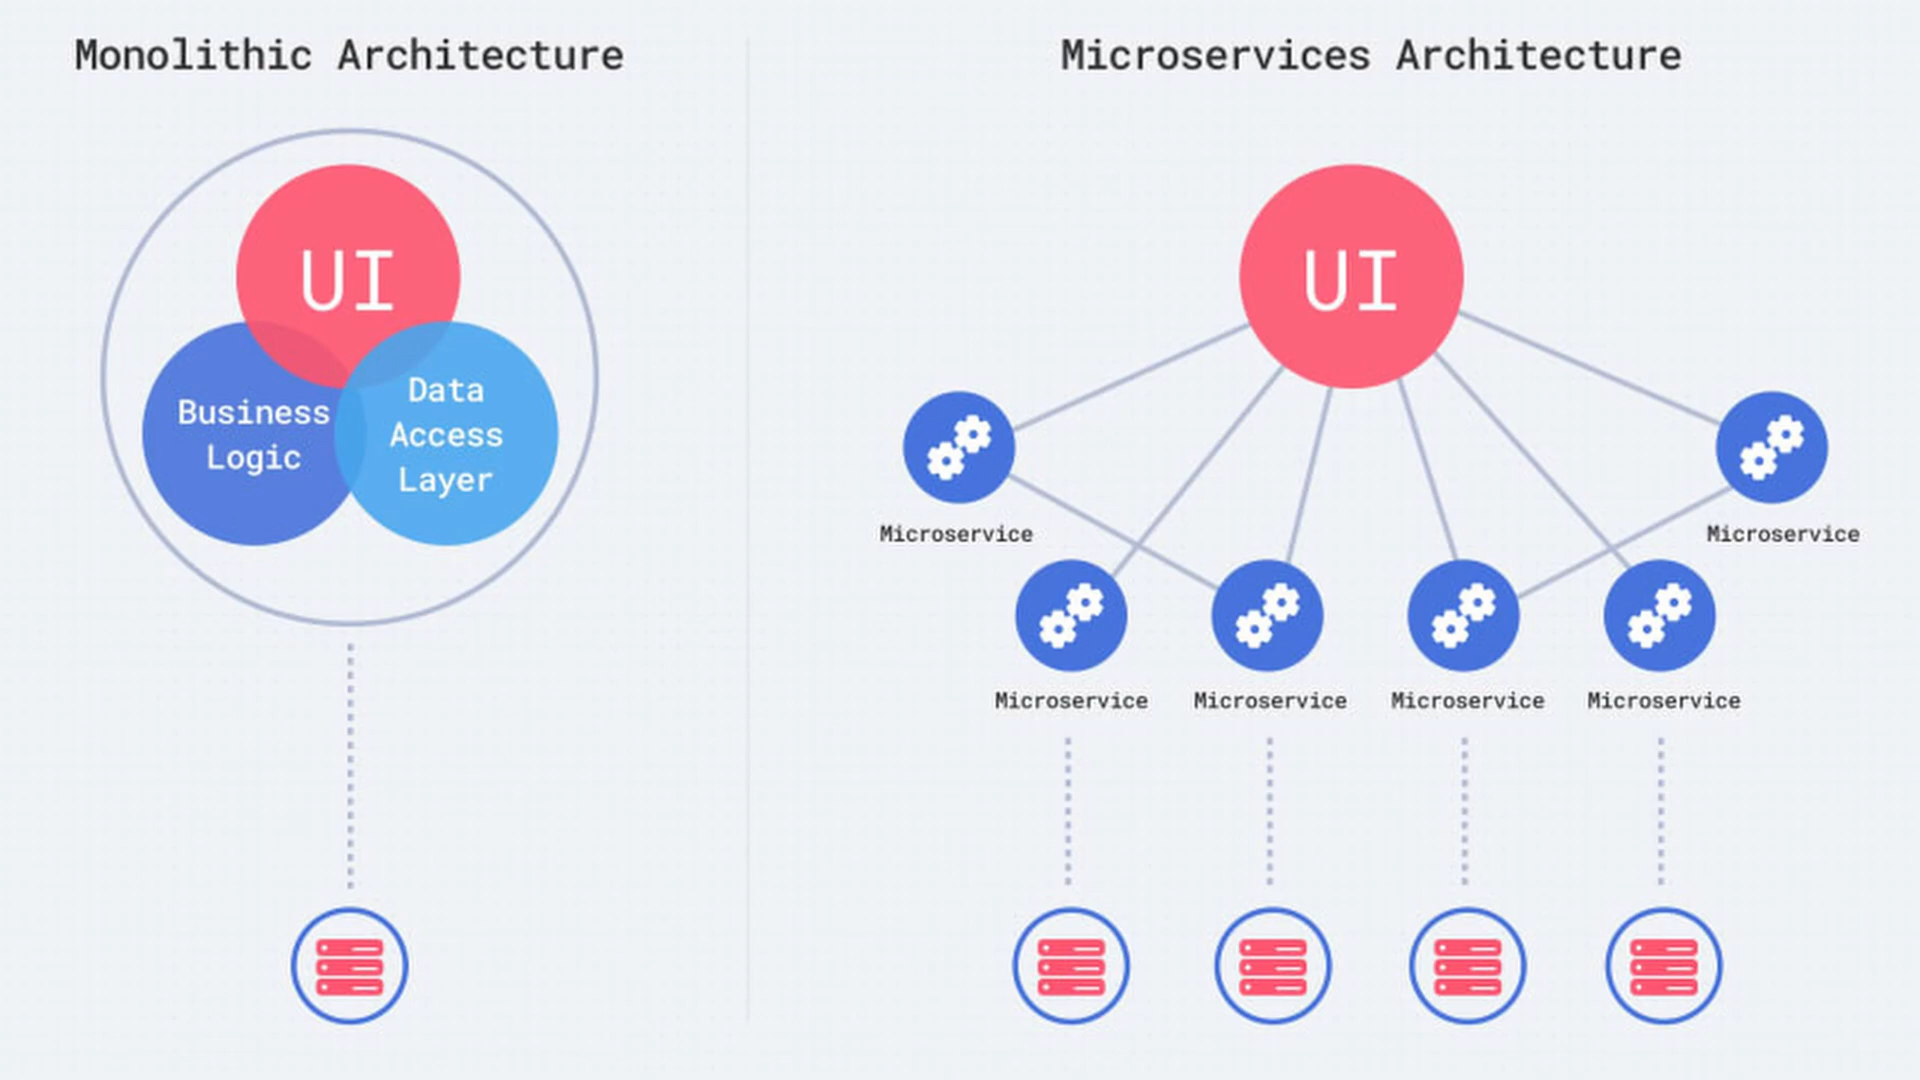 Monolithic Architecture
UI
Business
Logic
Data
Access
Layer
Microservices Architecture
UI
Microservice
Microservice
Microservice
Microservice
Microservice
Microservice